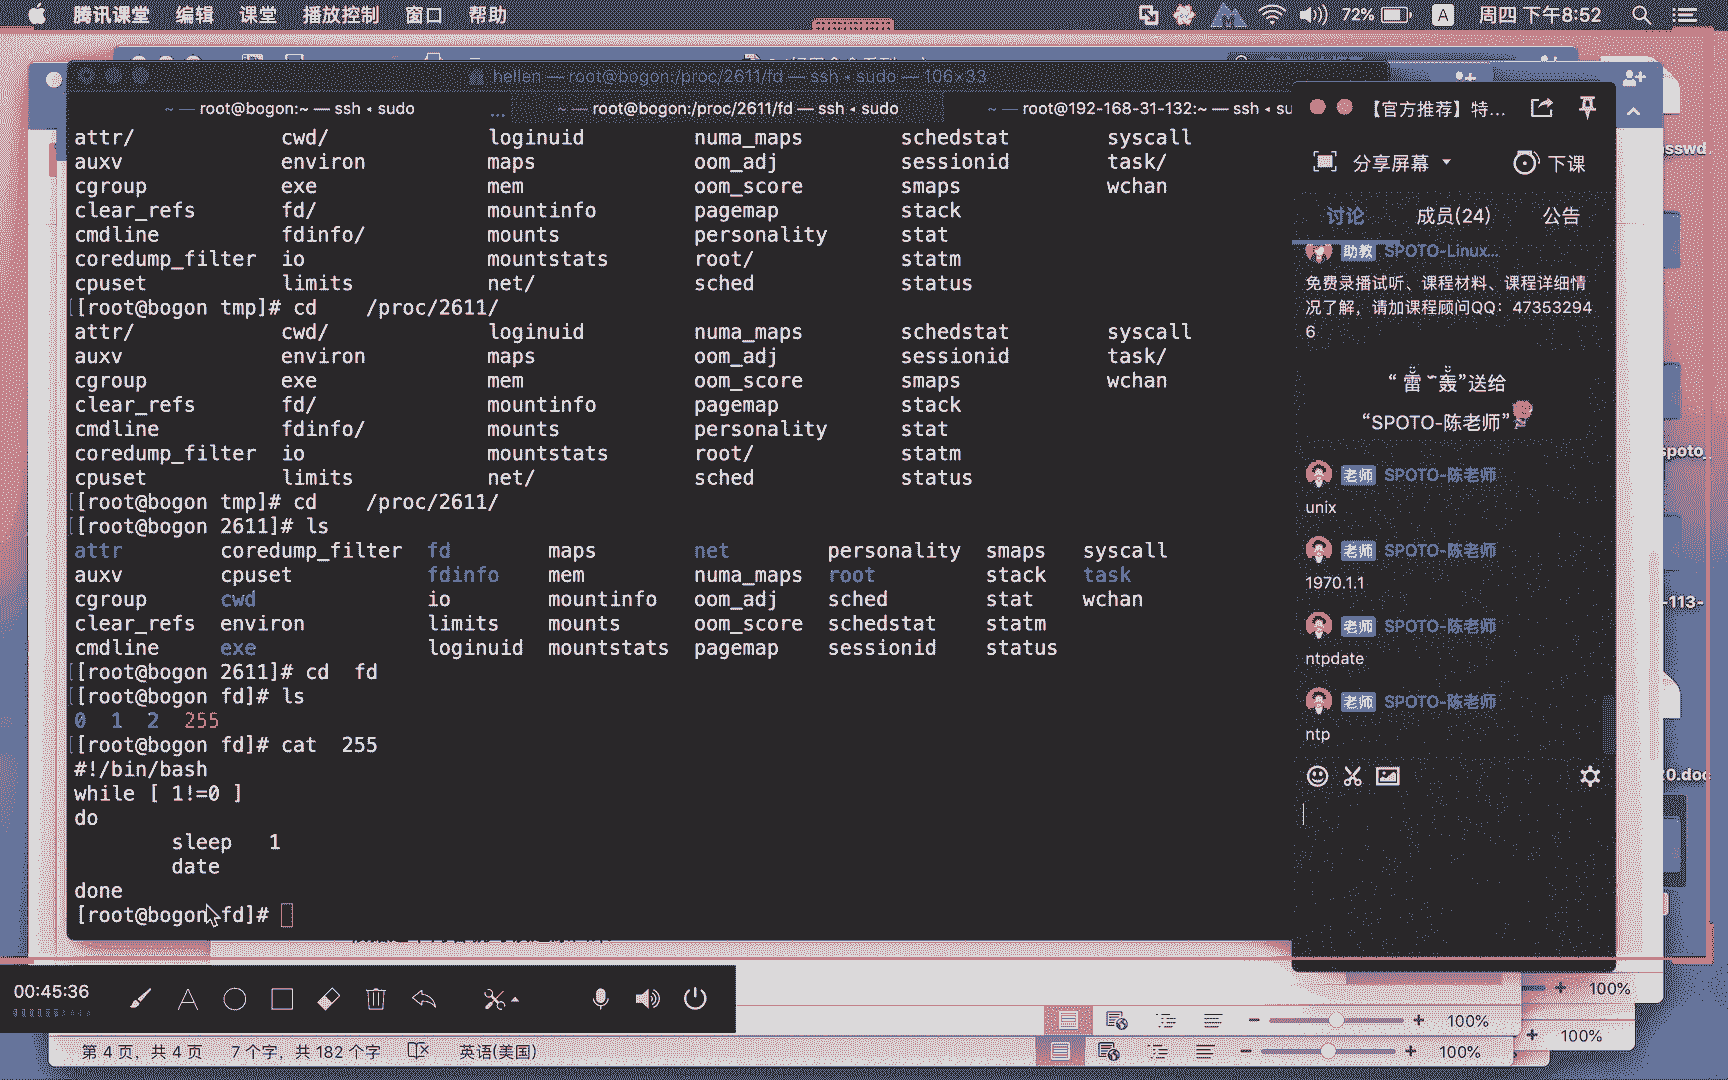 腾讯课堂 编辑 课堂 播放控制 窗口 帮助 72% A 周四 下午8:52
hellen — root@bogon:/proc/2611/fd — ssh ◂ sudo — 106×33
~ — root@bogon:~ — ssh ◂ sudo ... ~ — root@bogon:/proc/2611/fd — ssh ◂ sudo ~ — root@192-168-31-132:~ — ssh ◂ su
attr/ cwd/ loginuid numa_maps schedstat syscall
auxv environ maps oom_adj sessionid task/
cgroup exe mem oom_score smaps wchan
clear_refs fd/ mountinfo pagemap stack
cmdline fdinfo/ mounts personality stat
coredump_filter io mountstats root/ statm
cpuset limits net/ sched status
[[root@bogon tmp]# cd /proc/2611/
attr/ cwd/ loginuid numa_maps schedstat syscall
auxv environ maps oom_adj sessionid task/
cgroup exe mem oom_score smaps wchan
clear_refs fd/ mountinfo pagemap stack
cmdline fdinfo/ mounts personality stat
coredump_filter io mountstats root/ statm
cpuset limits net/ sched status
[[root@bogon tmp]# cd /proc/2611/
[[root@bogon 2611]# ls
attr coredump_filter fd maps net personality smaps syscall
auxv cpuset fdinfo mem numa_maps root stack task
cgroup cwd io mountinfo oom_adj sched stat wchan
clear_refs environ limits mounts oom_score schedstat statm
cmdline exe loginuid mountstats pagemap sessionid status
[[root@bogon 2611]# cd fd
[[root@bogon fd]# ls
0 1 2 255
[[root@bogon fd]# cat 255
#!/bin/bash
while [ 1!=0 ]
do
sleep 1
date
done
[root@bogon fd]#
【官方推荐】特...
分享屏幕 下课
讨论 成员(24) 公告
助教 SPOTO-Linux...
免费录播试听、课程材料、课程详细情
况了解，请加课程顾问QQ：47353294
6
送给
“SPOTO-陈老师”
老师 SPOTO-陈老师
unix
老师 SPOTO-陈老师
1970.1.1
老师 SPOTO-陈老师
ntpdate
老师 SPOTO-陈老师
ntp
sswd
spoto
-113-
0.doc
00:45:36
100%
100%
100%
第 4 页，共 4 页 7 个字，共 182 个字 英语(美国) 100%